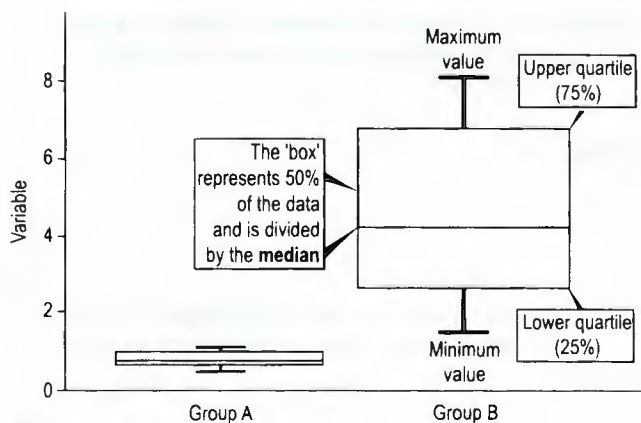 Maximum
value
Upper quartile
(75%)
8
The 'box'
represents 50%
of the data
and is divided
by the median
6
4
2
0
Variable
Lower quartile
(25%)
Minimum
value
Group A
Group B